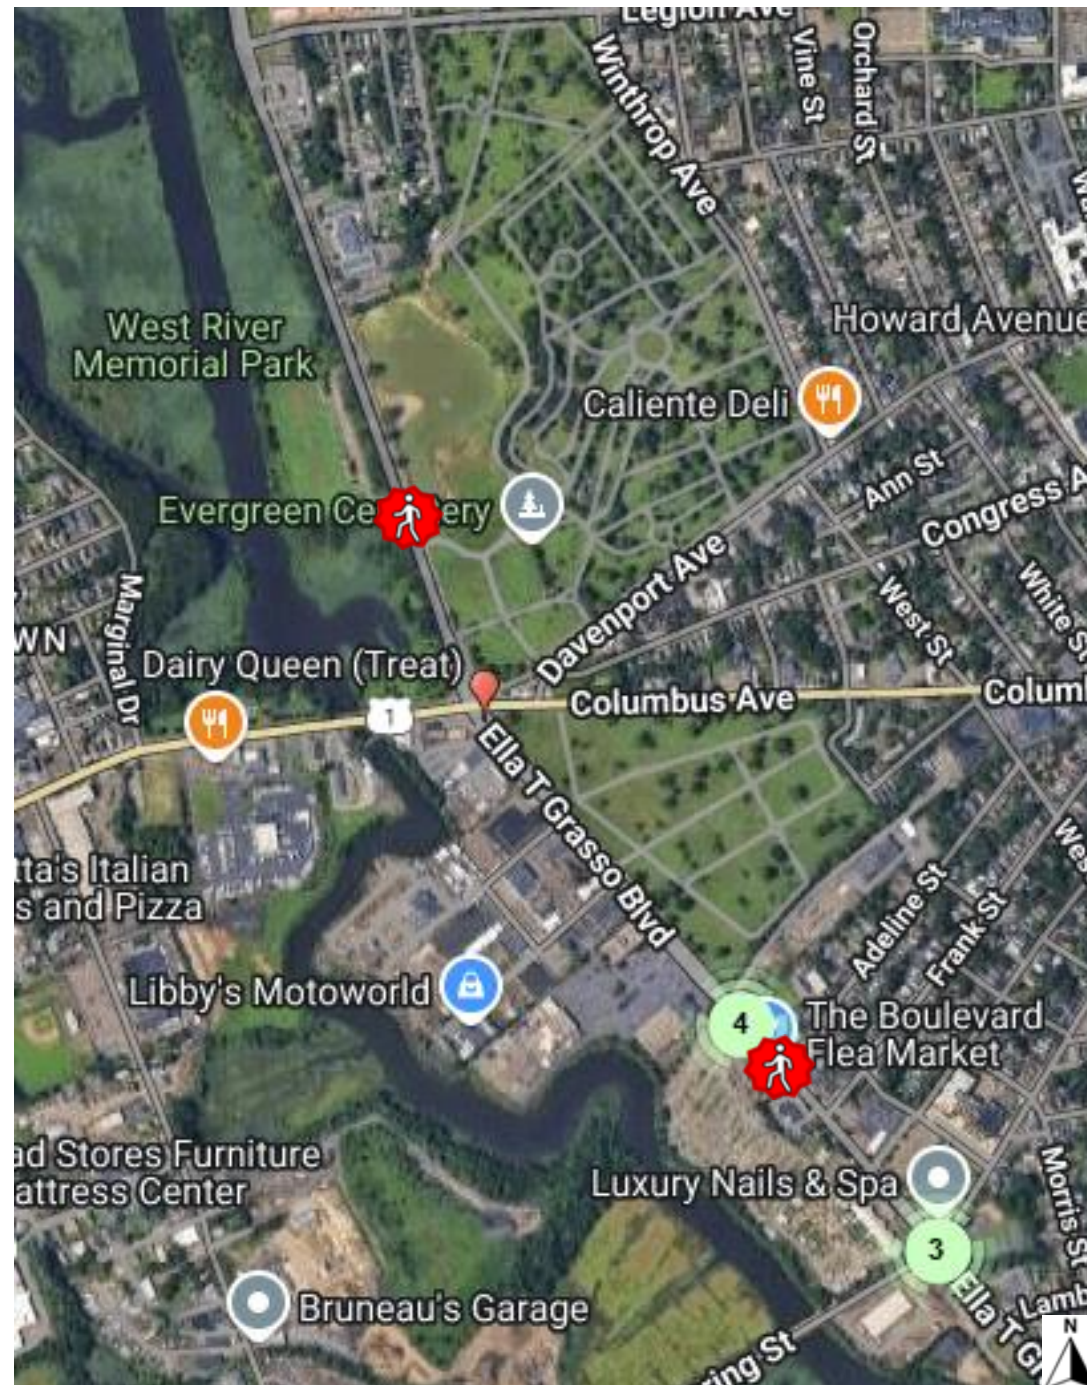 Legion Ave
Winthrop Ave
Vine St
Orchard St
West River
Memorial Park
Howard Avenue
Caliente Deli
Ann St
Congress A
Evergreen Ce ery
Davenport Ave
Marginal Dr
West St
White St
WN
Dairy Queen (Treat)
1
Columbus Ave
Colum
Ella T Grasso Blvd
We
tta's Italian
s and Pizza
Adeline St
Frank St
Libby's Motoworld
4
The Boulevard
Flea Market
ad Stores Furniture
attress Center
Luxury Nails & Spa
Morris St
3
Bruneau's Garage
Ella T G
Lamb
ring St
N